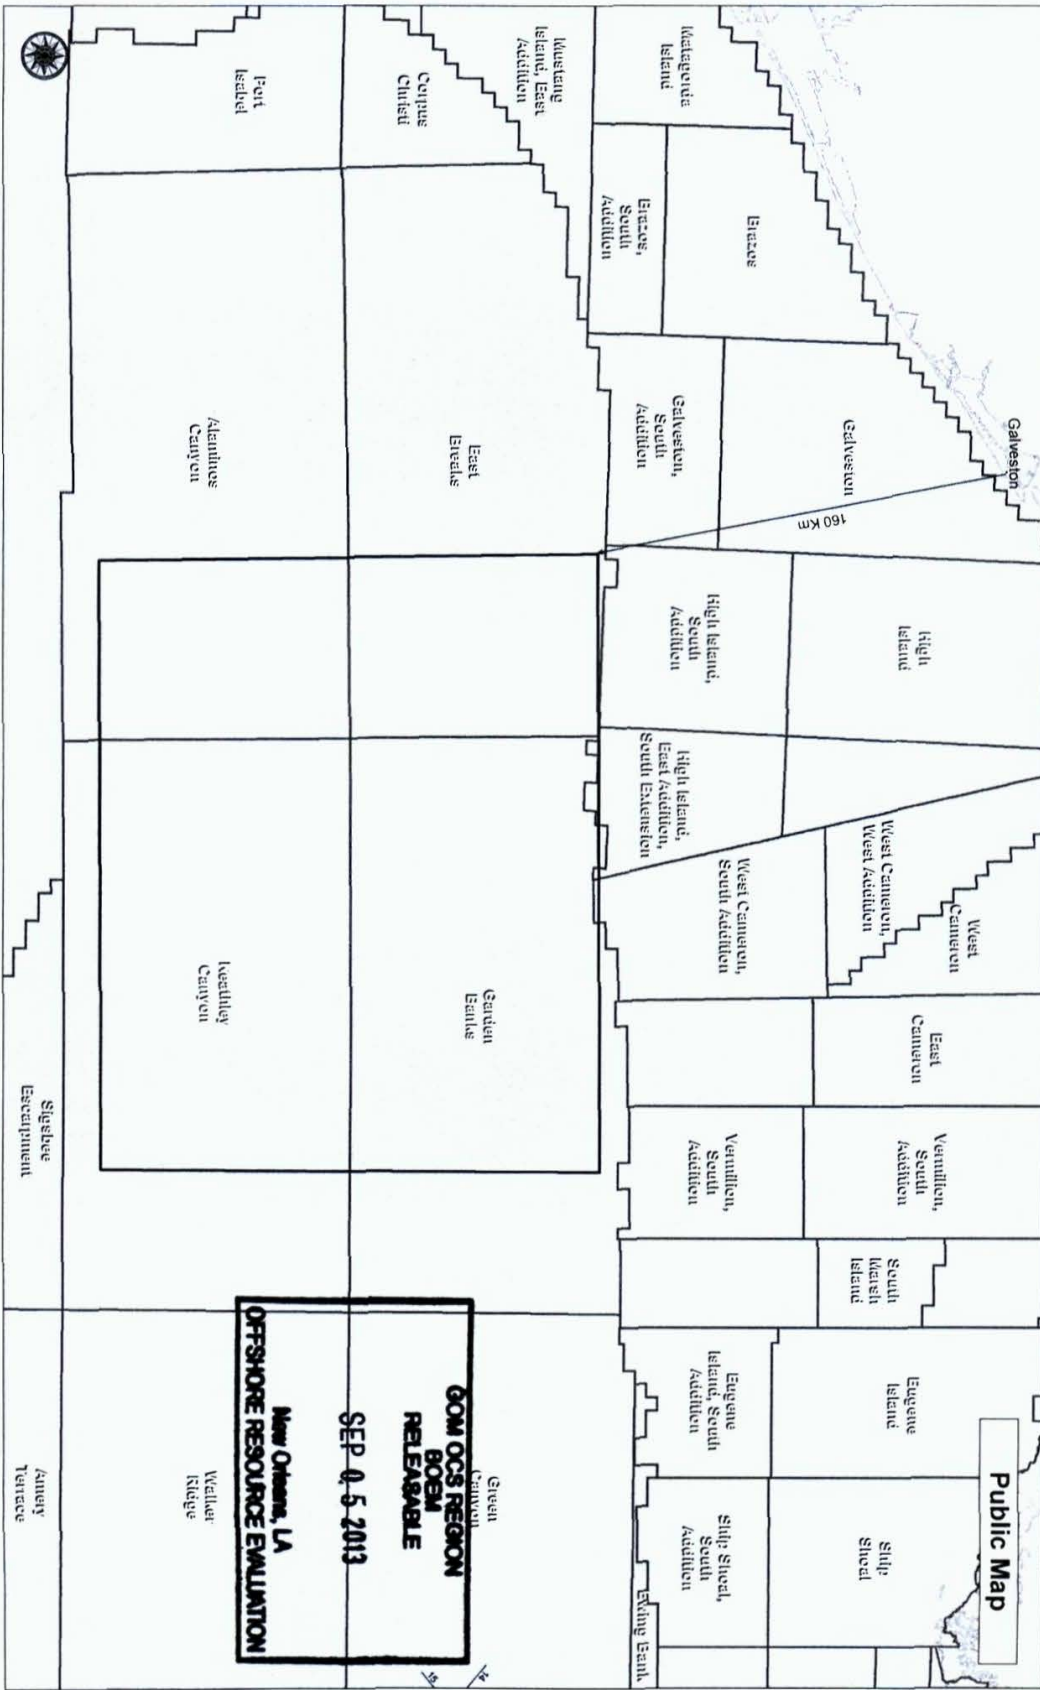 Public Map
Galveston
160 Km
Matagorda
Island
Brazos
Galveston
High
Island
West
Cameron
West Cameron,
West Addition
East
Cameron
Vermilion,
South
Addition
South
Marsh
Island
Eugene
Island
Ship
Shoal
Mustang
Island, East
Addition
Brazos,
South
Addition
Galveston,
South
Addition
High Island,
South
Addition
High Island,
East Addition,
South Extension
West Cameron,
South Addition
Vermilion,
South
Addition
Eugene
Island, South
Addition
Ship Shoal,
South
Addition
Ewing Bank
Corpus
Christi
East
Breaks
Garden
Banks
Green
Canyon
Port
Isabel
Alaminos
Canyon
Keathley
Canyon
Walker
Ridge
Sigsbee
Escarpment
Amery
Terrace
GOM OCS REGION
BOEM
RELEASABLE
SEP 0 5 2013
New Orleans, LA
OFFSHORE RESOURCE EVALUATION